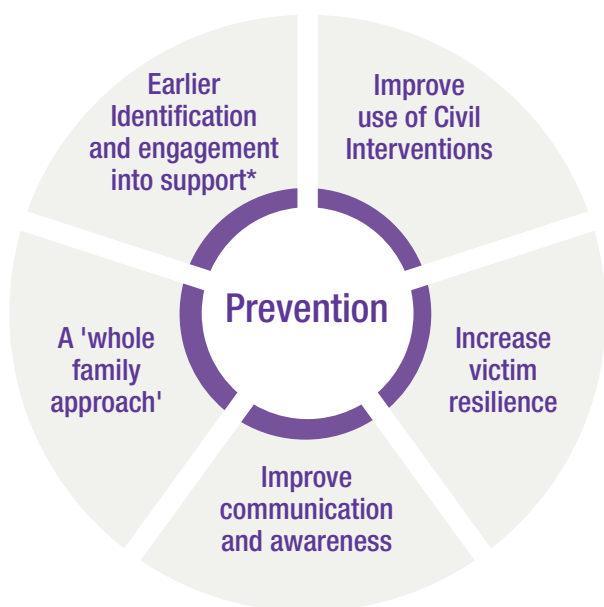 Earlier
Identification
and engagement
into support*
Improve
use of Civil
Interventions
Prevention
A 'whole
family
approach'
Increase
victim
resilience
Improve
communication
and awareness